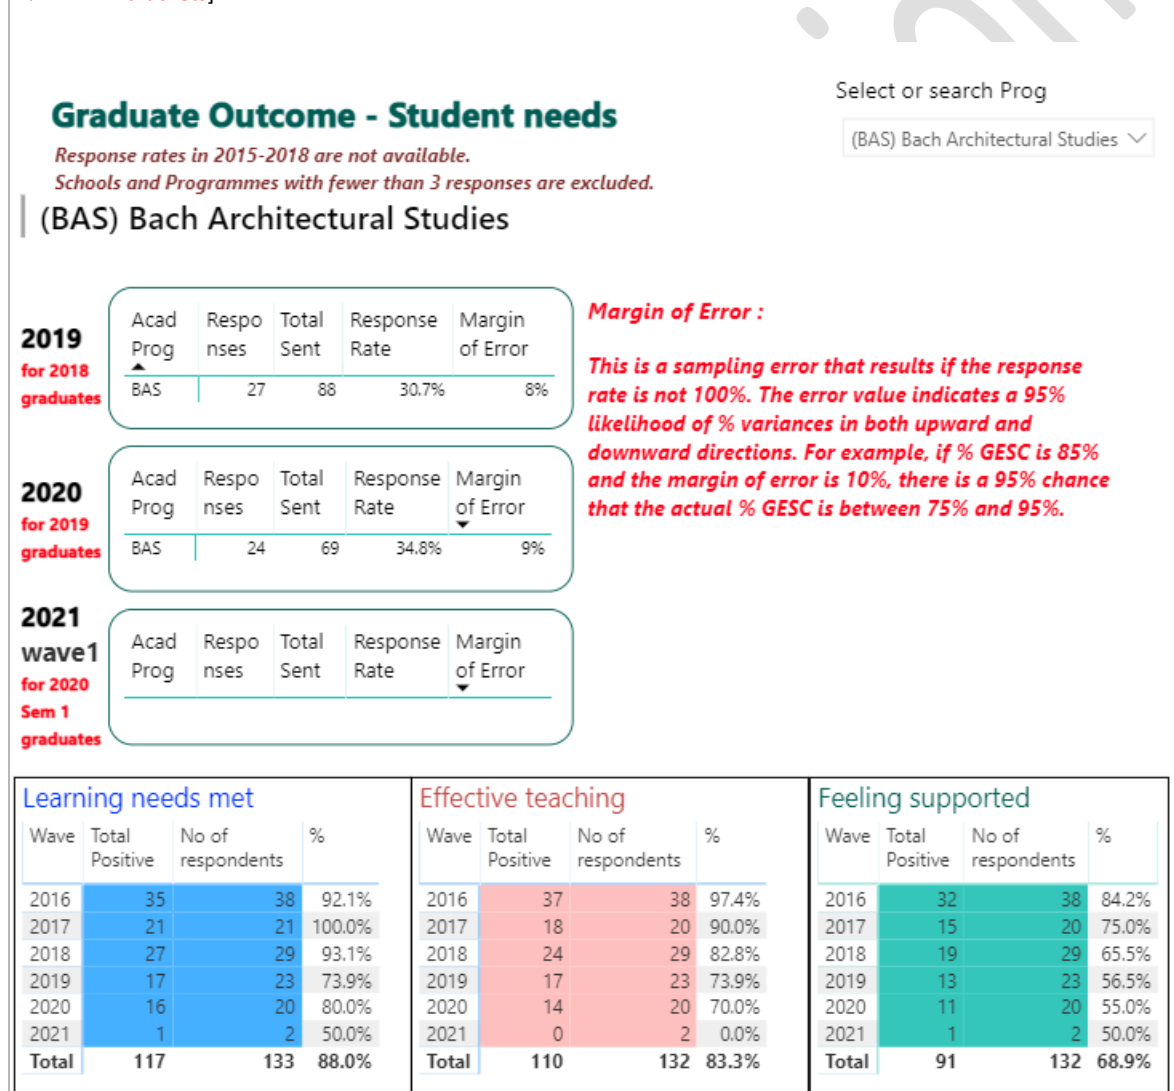 Graduate Outcome - Student needs
Response rates in 2015-2018 are not available.
Schools and Programmes with fewer than 3 responses are excluded.
Select or search Prog
(BAS) Bach Architectural Studies
(BAS) Bach Architectural Studies
2019
for 2018
graduates
Acad Respo Total Response Margin
Prog nses Sent Rate of Error
BAS 27 88 30.7% 8%
Margin of Error :
This is a sampling error that results if the response
rate is not 100%. The error value indicates a 95%
likelihood of % variances in both upward and
downward directions. For example, if % GESC is 85%
and the margin of error is 10%, there is a 95% chance
that the actual % GESC is between 75% and 95%.
2020
for 2019
graduates
Acad Respo Total Response Margin
Prog nses Sent Rate of Error
BAS 24 69 34.8% 9%
2021
wave1
for 2020
Sem 1
graduates
Acad Respo Total Response Margin
Prog nses Sent Rate of Error
Learning needs met
Wave Total No of %
Positive respondents
2016 35 38 92.1%
2017 21 21 100.0%
2018 27 29 93.1%
2019 17 23 73.9%
2020 16 20 80.0%
2021 1 2 50.0%
Total 117 133 88.0%
Effective teaching
Wave Total No of %
Positive respondents
2016 37 38 97.4%
2017 18 20 90.0%
2018 24 29 82.8%
2019 17 23 73.9%
2020 14 20 70.0%
2021 0 2 0.0%
Total 110 132 83.3%
Feeling supported
Wave Total No of %
Positive respondents
2016 32 38 84.2%
2017 15 20 75.0%
2018 19 29 65.5%
2019 13 23 56.5%
2020 11 20 55.0%
2021 1 2 50.0%
Total 91 132 68.9%